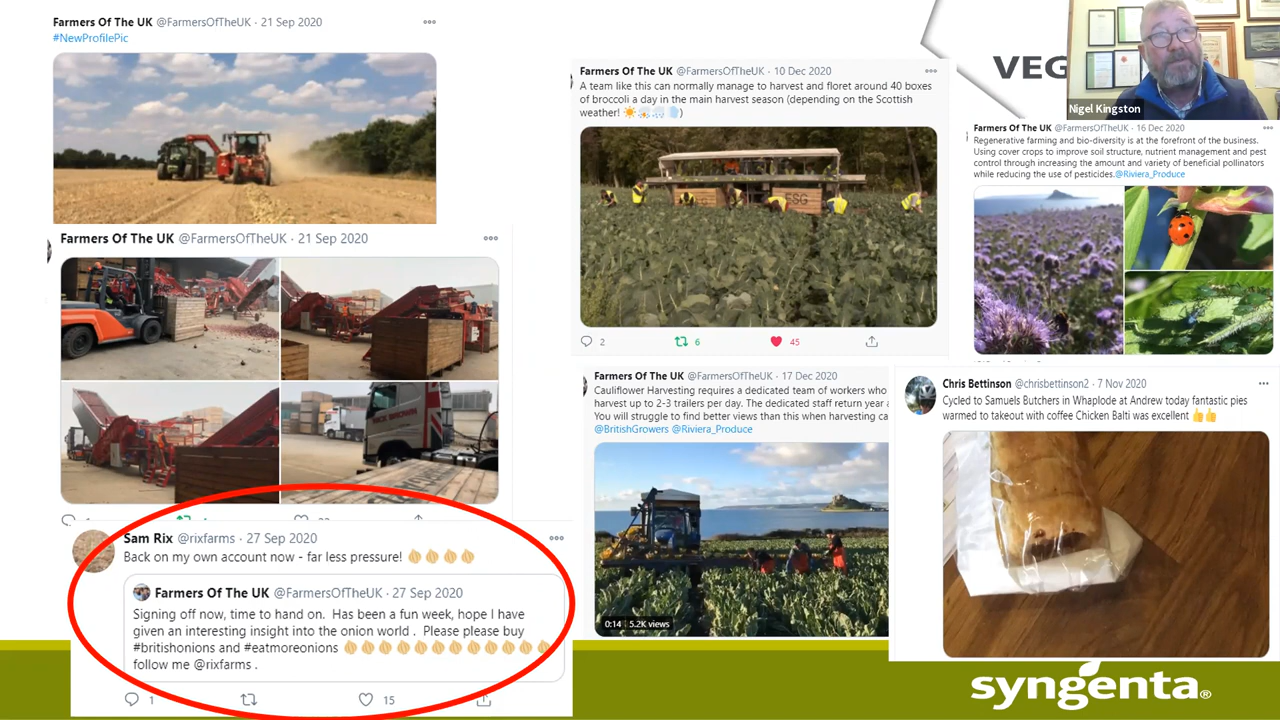 Farmers Of The UK @FarmersOfTheUK · 21 Sep 2020
#NewProfilePic
Farmers Of The UK @FarmersOfTheUK · 21 Sep 2020
Sam Rix @rixfarms · 27 Sep 2020
Back on my own account now - far less pressure! 🧅🧅🧅🧅
Farmers Of The UK @FarmersOfTheUK · 27 Sep 2020
Signing off now, time to hand on. Has been a fun week, hope I have
given an interesting insight into the onion world . Please please buy
#britishonions and #eatmoreonions 🧅🧅🧅🧅🧅🧅🧅🧅🧅🧅🧅🧅
follow me @rixfarms .
1
15
Farmers Of The UK @FarmersOfTheUK · 10 Dec 2020
A team like this can normally manage to harvest and floret around 40 boxes
of broccoli a day in the main harvest season (depending on the Scottish
weather! ☀️🌦️🌧️🌬️)
ESG
2
6
45
Farmers Of The UK @FarmersOfTheUK · 17 Dec 2020
Cauliflower Harvesting requires a dedicated team of workers who
harvest up to 2-3 trailers per day. The dedicated staff return year
You will struggle to find better views than this when harvesting
@BritishGrowers @Riviera_Produce
0:14 5.2K views
VEG
Nigel Kingston
Farmers Of The UK @FarmersOfTheUK · 16 Dec 2020
Regenerative farming and bio-diversity is at the forefront of the business.
Using cover crops to improve soil structure, nutrient management and pest
control through increasing the amount and variety of beneficial pollinators
while reducing the use of pesticides.@Riviera_Produce
Chris Bettinson @chrisbettinson2 · 7 Nov 2020
Cycled to Samuels Butchers in Whaplode at Andrew today fantastic pies
warmed to takeout with coffee Chicken Balti was excellent 👍👍
syngenta®